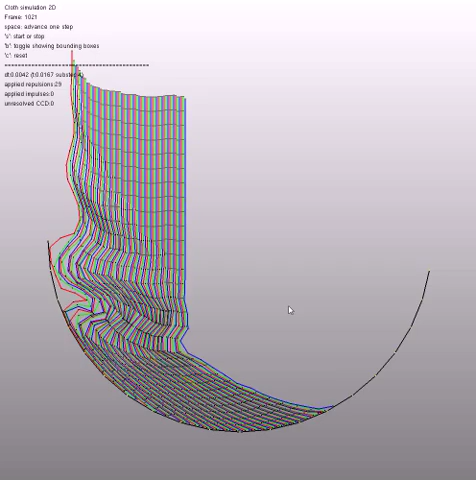 Cloth simulation 2D
Frame: 1021
space: advance one step
's': start or stop
'b': toggle showing bounding boxes
'c': reset
==============================
applied repulsions:29
applied impulses:0
unresolved CCD:0